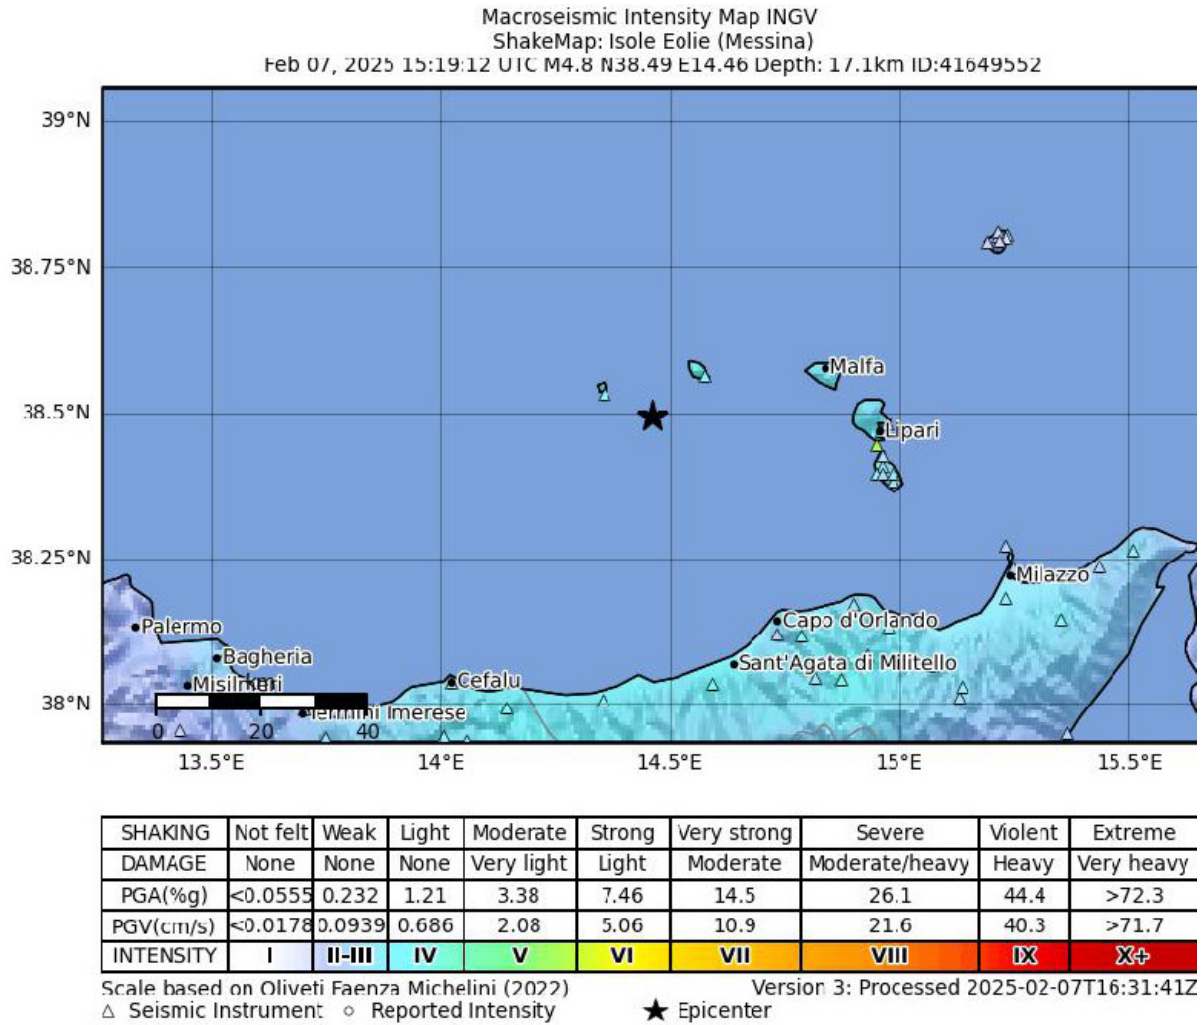 Macroseismic Intensity Map INGV
ShakeMap: Isole Eolie (Messina)
Feb 07, 2025 15:19:12 UTC M4.8 N38.49 E14.46 Depth: 17.1km ID:41649552
39°N
38.75°N
Malfa
38.5°N
Lipari
38.25°N
Milazzo
Palermo
Capo d'Orlando
Bagheria
Sant'Agata di Militello
Misilmeri
km
Cefalu
Termini Imerese
38°N
0 20 40
13.5°E 14°E 14.5°E 15°E 15.5°E
SHAKING Not felt Weak Light Moderate Strong Very strong Severe Violent Extreme
DAMAGE None None None Very light Light Moderate Moderate/heavy Heavy Very heavy
PGA(%g) <0.0555 0.232 1.21 3.38 7.46 14.5 26.1 44.4 >72.3
PGV(cm/s) <0.0178 0.0939 0.686 2.08 5.06 10.9 21.6 40.3 >71.7
INTENSITY I II-III IV V VI VII VIII IX X+
Scale based on Oliveti Faenza Michelini (2022) Version 3: Processed 2025-02-07T16:31:41Z
△ Seismic Instrument ○ Reported Intensity ★ Epicenter